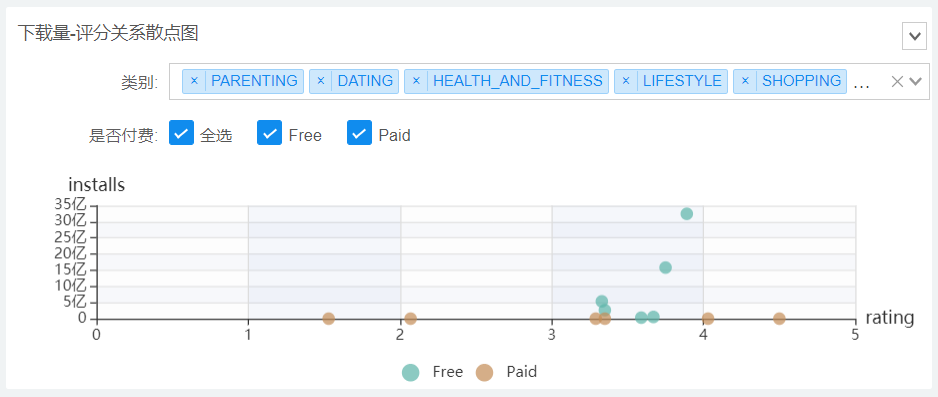 下载量-评分关系散点图
类别: × PARENTING × DATING × HEALTH_AND_FITNESS × LIFESTYLE × SHOPPING ...
是否付费: 全选 Free Paid
installs
35亿
30亿
25亿
20亿
15亿
10亿
5亿
0
0 1 2 3 4 5 rating
Free Paid